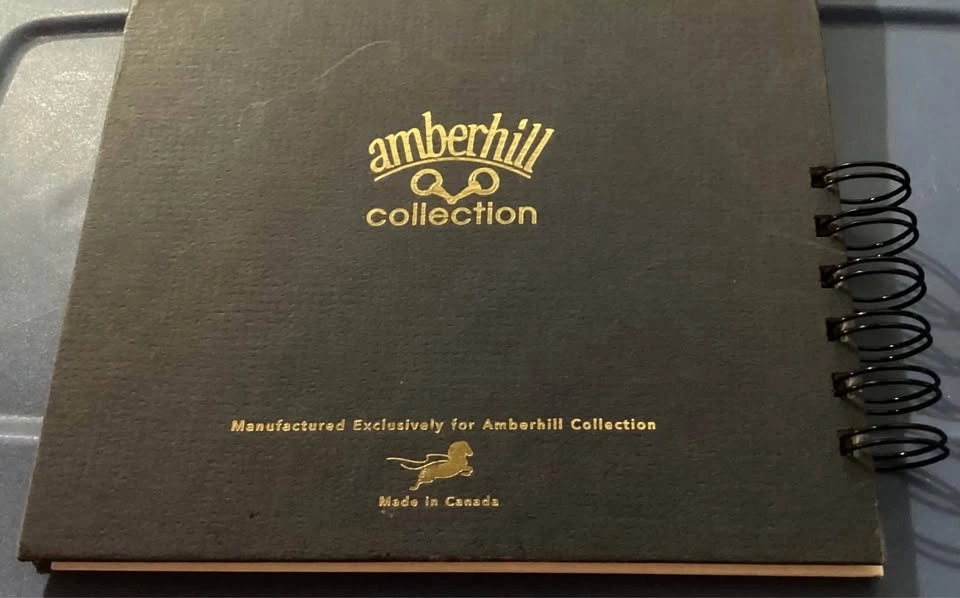 amberhill
collection
Manufactured Exclusively for Amberhill Collection
Made in Canada